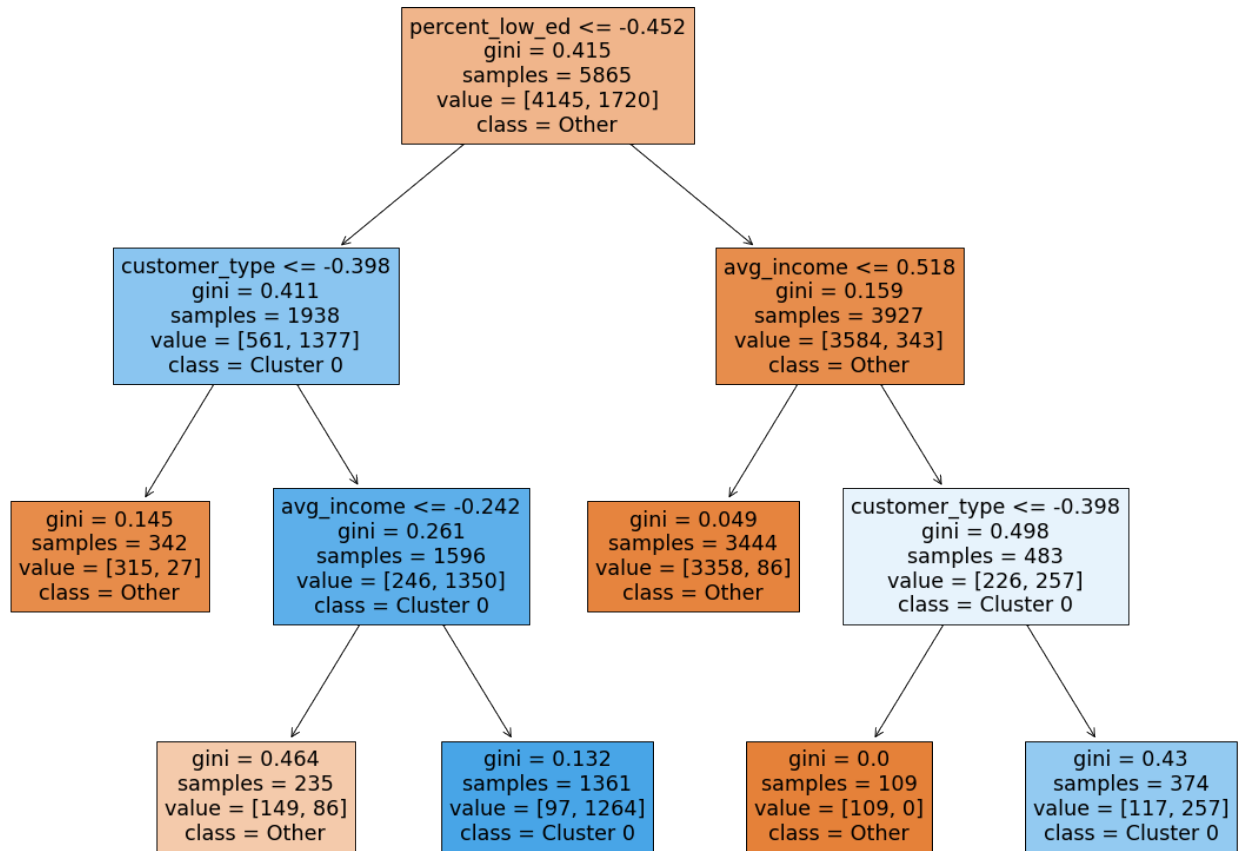 percent_low_ed <= -0.452
gini = 0.415
samples = 5865
value = [4145, 1720]
class = Other
customer_type <= -0.398
gini = 0.411
samples = 1938
value = [561, 1377]
class = Cluster 0
avg_income <= 0.518
gini = 0.159
samples = 3927
value = [3584, 343]
class = Other
gini = 0.145
samples = 342
value = [315, 27]
class = Other
avg_income <= -0.242
gini = 0.261
samples = 1596
value = [246, 1350]
class = Cluster 0
gini = 0.049
samples = 3444
value = [3358, 86]
class = Other
customer_type <= -0.398
gini = 0.498
samples = 483
value = [226, 257]
class = Cluster 0
gini = 0.464
samples = 235
value = [149, 86]
class = Other
gini = 0.132
samples = 1361
value = [97, 1264]
class = Cluster 0
gini = 0.0
samples = 109
value = [109, 0]
class = Other
gini = 0.43
samples = 374
value = [117, 257]
class = Cluster 0